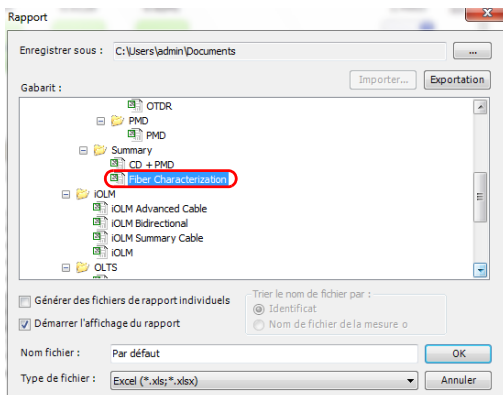 Rapport
Enregistrer sous : C:\Users\admin\Documents ...
Importer... Exportation
Gabarit :
OTDR
PMD
PMD
Summary
CD + PMD
Fiber Characterization
iOLM
iOLM Advanced Cable
iOLM Bidirectional
iOLM Summary Cable
iOLM
OLTS
Générer des fichiers de rapport individuels
Démarrer l'affichage du rapport
Trier le nom de fichier par :
Identificat
Nom de fichier de la mesure o
Nom fichier : Par défaut OK
Type de fichier : Excel (*.xls;*.xlsx) Annuler